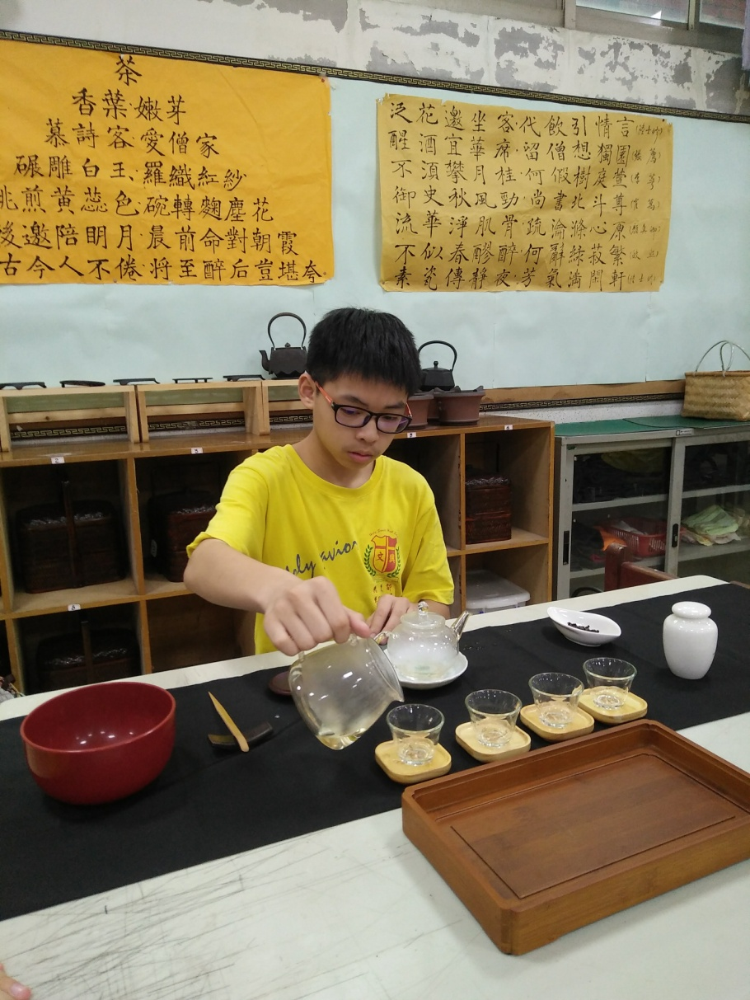 茶
香葉·嫩芽
慕詩客 愛僧家
碾雕白玉、羅織紅紗
銚煎黃蕊色·碗轉麴塵花
後邀陪明月·晨前命對朝霞
古今人不倦·將至醉后豈堪夸
泛花邀坐客·代飲引情言
醒酒宜華席·留僧想獨園
不須攀月桂·何假樹庭萱
御史秋風勁·尚書北斗尊
流華淨肌骨·疏瀹滌心原
不似春醪醉·何辭綠菽繁
素瓷傳靜夜·芳氣滿閑軒